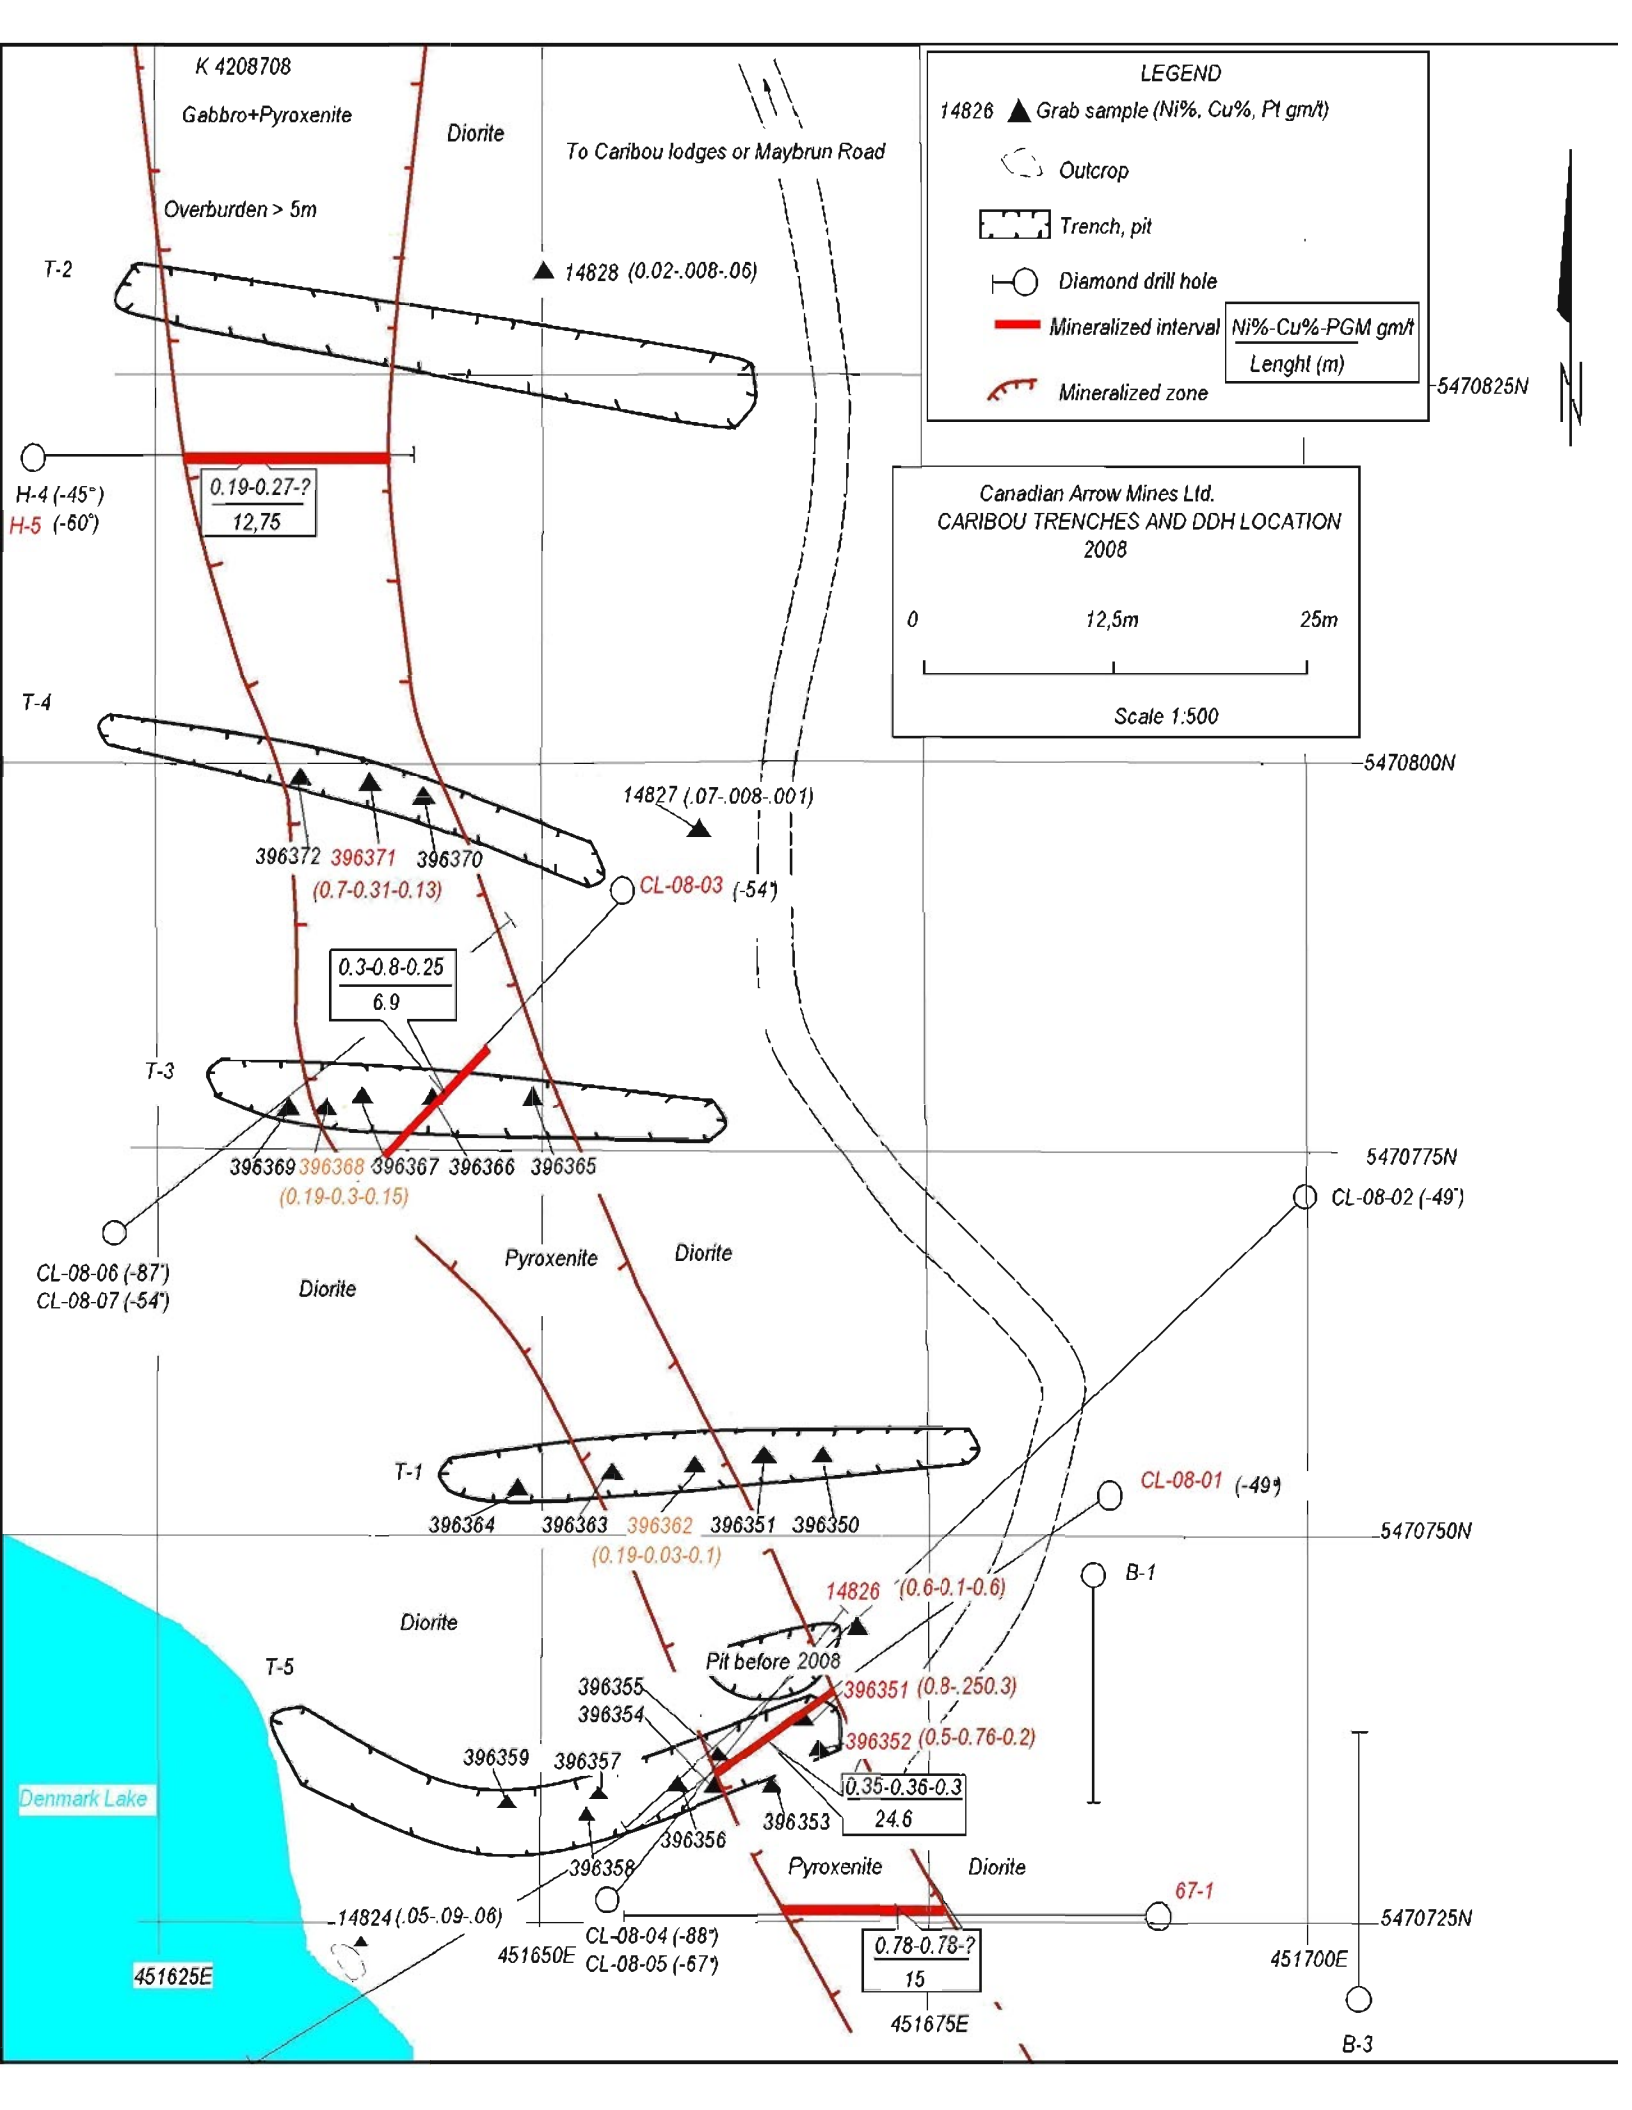 K 4208708
Gabbro+Pyroxenite
Diorite
To Caribou lodges or Maybrun Road
Overburden > 5m
T-2
14828 (0.02-.008-.06)
LEGEND
14826 Grab sample (Ni%, Cu%, Pt gm/t)
Outcrop
Trench, pit
Diamond drill hole
Mineralized interval
Ni%-Cu%-PGM gm/t
Lenght (m)
Mineralized zone
5470825N
N
H-4 (-45°)
H-5 (-60°)
0.19-0.27-?
12,75
Canadian Arrow Mines Ltd.
CARIBOU TRENCHES AND DDH LOCATION
2008
0 12,5m 25m
Scale 1:500
T-4
5470800N
14827 (.07-.008-.001)
396372 396371 396370
(0.7-0.31-0.13)
CL-08-03 (-54°)
0.3-0.8-0.25
6.9
T-3
396369 396368 396367 396366 396365
(0.19-0.3-0.15)
5470775N
CL-08-02 (-49°)
CL-08-06 (-87°)
CL-08-07 (-54°)
Diorite
Pyroxenite
Diorite
T-1
396364 396363 396362 396351 396350
(0.19-0.03-0.1)
CL-08-01 (-49°)
5470750N
B-1
14826 (0.6-0.1-0.6)
Diorite
T-5
Pit before 2008
396355
396354
396351 (0.8-.250.3)
396352 (0.5-0.76-0.2)
396359 396357
0.35-0.36-0.3
24.6
396353
396356
396358
Denmark Lake
Pyroxenite
Diorite
67-1
14824 (.05-.09-.06)
CL-08-04 (-88°)
CL-08-05 (-67°)
0.78-0.78-?
15
5470725N
451625E
451650E
451675E
451700E
B-3